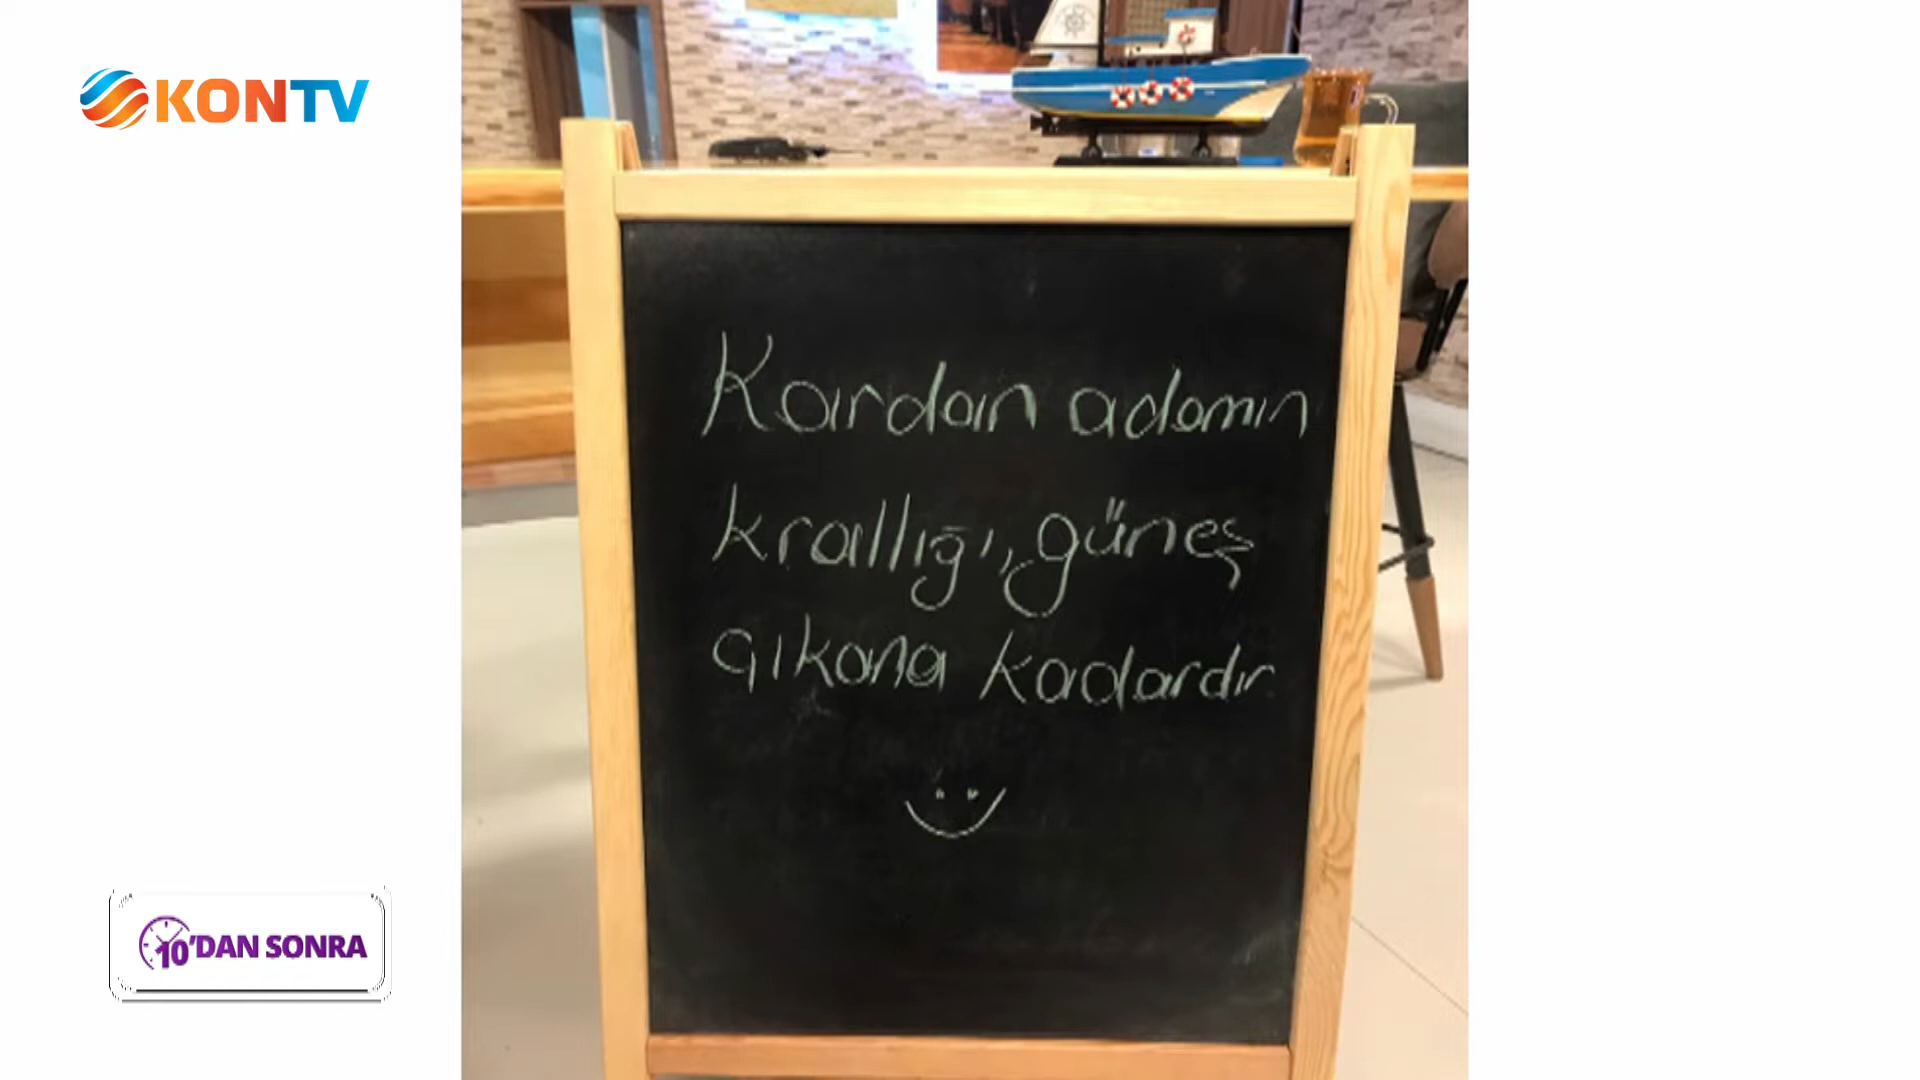 KONTV
Kardan adamın
krallığı, güneş
çıkana kadardır
10'DAN SONRA